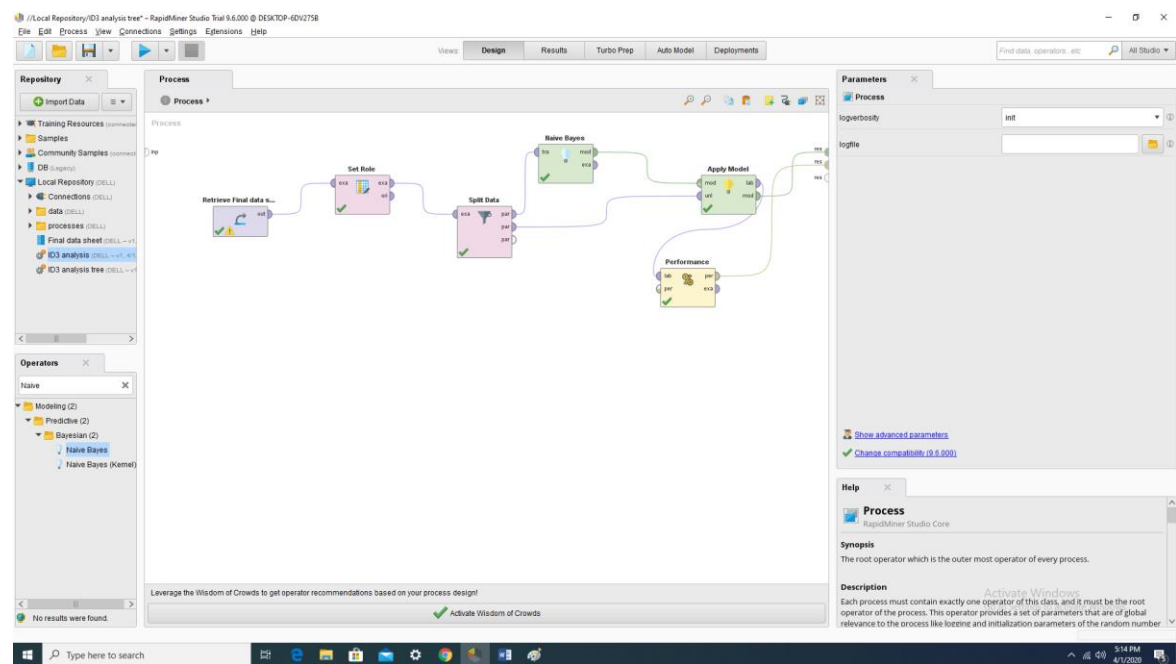 //Local Repository/ID3 analysis tree* – RapidMiner Studio Trial 9.6.000 @ DESKTOP-6DV275B
File Edit Process View Connections Settings Extensions Help
Views: Design Results Turbo Prep Auto Model Deployments
Find data, operators...etc All Studio
Repository
Import Data
Training Resources
Samples
Community Samples
DB (Legacy)
Local Repository (DELL)
Connections (DELL)
data (DELL)
processes (DELL)
Final data sheet (DELL – v1,
ID3 analysis (DELL – v1, 4/1
ID3 analysis tree (DELL – v1
Operators
Naive
Modeling (2)
Predictive (2)
Bayesian (2)
Naive Bayes
Naive Bayes (Kernel)
No results were found.
Process
Process
Process
inp
Retrieve Final data s...
out
Set Role
exa exa
ori
Split Data
exa par
par
par
Naive Bayes
tra mod
exa
Apply Model
mod lab
unl mod
Performance
lab per
per exa
res
res
res
Leverage the Wisdom of Crowds to get operator recommendations based on your process design!
Activate Wisdom of Crowds
Parameters
Process
logverbosity init
logfile
Show advanced parameters
Change compatibility (9.6.000)
Help
Process
RapidMiner Studio Core
Synopsis
The root operator which is the outer most operator of every process.
Description
Each process must contain exactly one operator of this class, and it must be the root
operator of the process. This operator provides a set of parameters that are of global
relevance to the process like logging and initialization parameters of the random number
Activate Windows
Type here to search
5:14 PM
4/1/2020